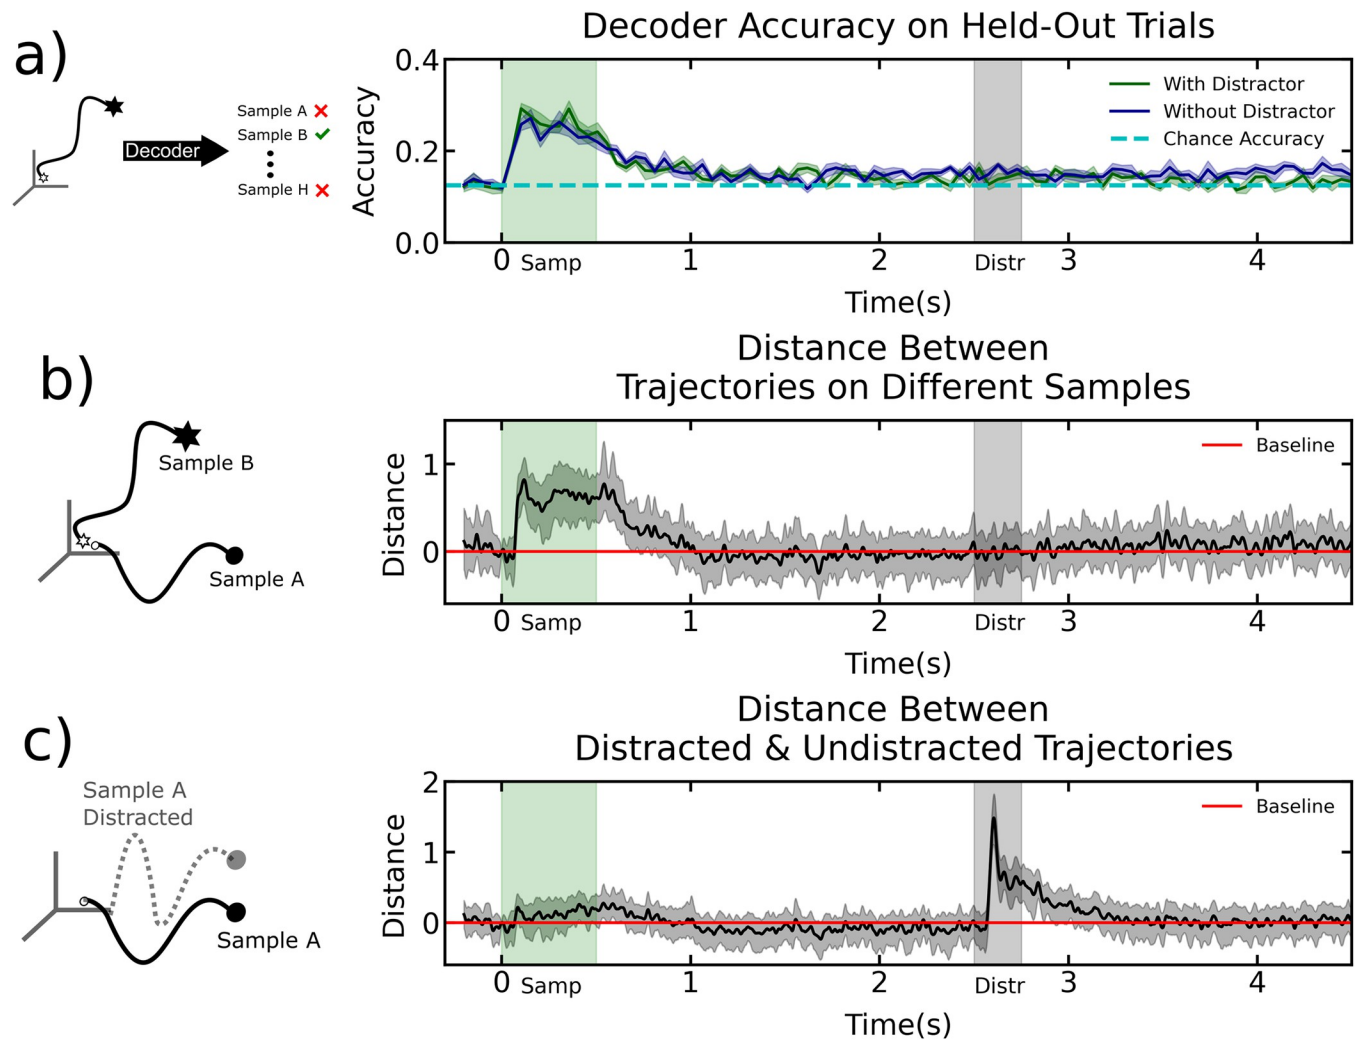 a)
Sample A
Sample B
Sample H
Decoder
Decoder Accuracy on Held-Out Trials
Accuracy
0.4
0.2
0.0
With Distractor
Without Distractor
Chance Accuracy
0 Samp 1 2 Distr 3 4
Time(s)
b)
Sample B
Sample A
Distance Between
Trajectories on Different Samples
Distance
1
0
Baseline
0 Samp 1 2 Distr 3 4
Time(s)
c)
Sample A
Distracted
Sample A
Distance Between
Distracted & Undistracted Trajectories
Distance
2
1
0
Baseline
0 Samp 1 2 Distr 3 4
Time(s)